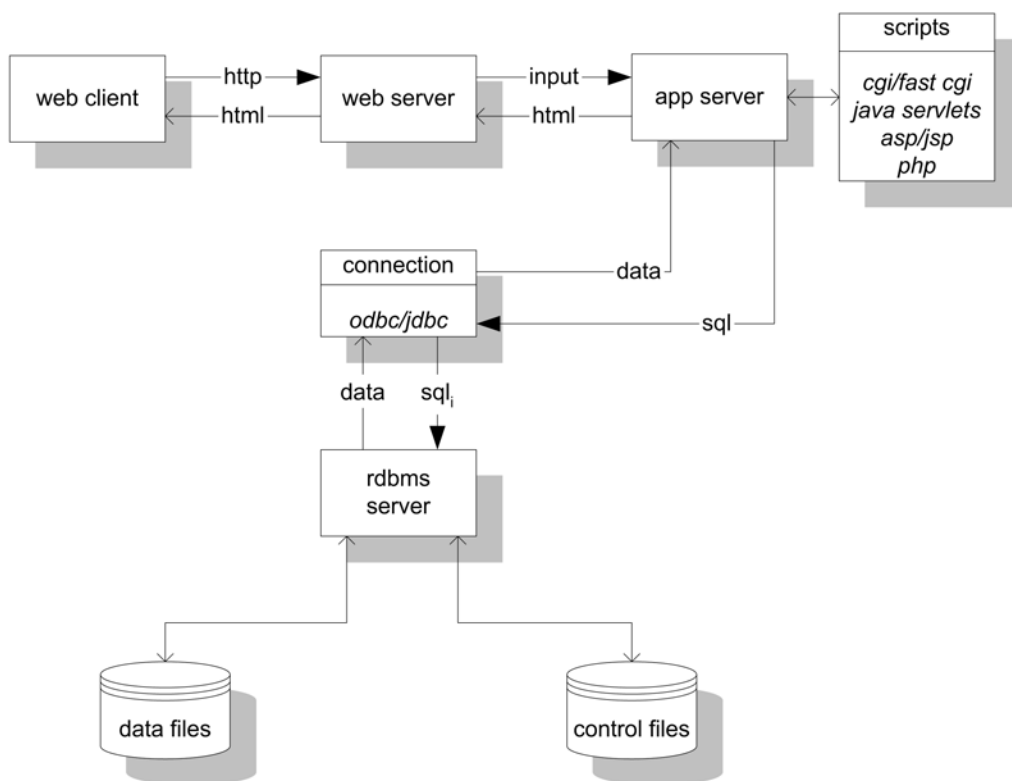 scripts
web client
http
html
web server
input
html
app server
cgi/fast cgi
java servlets
asp/jsp
php
connection
odbc/jdbc
data
sql
data
sqlᵢ
rdbms
server
data files
control files